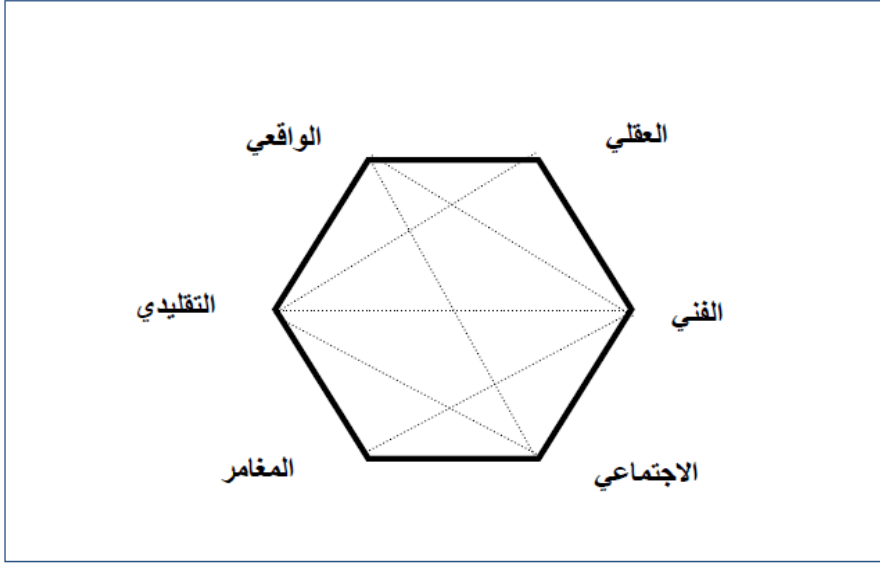 العقلي
الواقعي
الفني
التقليدي
الاجتماعي
المغامر